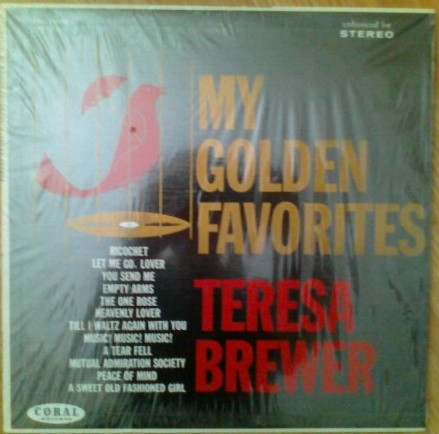 enhanced for
STEREO
MY
GOLDEN
FAVORITES
RICOCHET
LET ME GO, LOVER
YOU SEND ME
EMPTY ARMS
THE ONE ROSE
HEAVENLY LOVER
TILL I WALTZ AGAIN WITH YOU
MUSIC! MUSIC! MUSIC!
A TEAR FELL
MUTUAL ADMIRATION SOCIETY
PEACE OF MIND
A SWEET OLD FASHIONED GIRL
TERESA
BREWER
CORAL
RECORDS